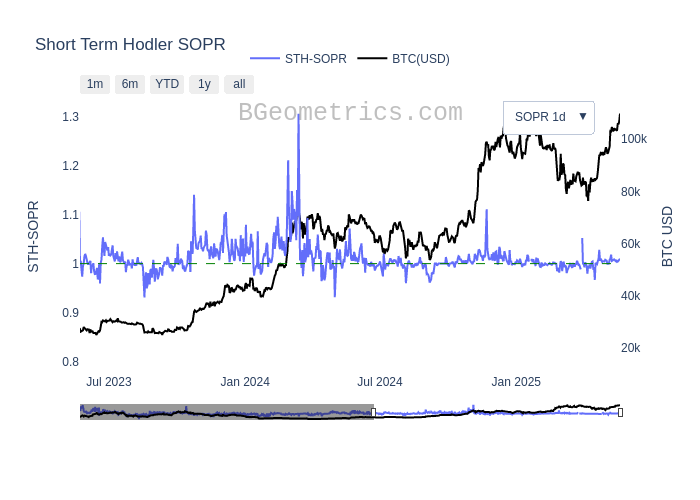 Short Term Hodler SOPR
STH-SOPR BTC(USD)
1m 6m YTD 1y all
BGeometrics.com
SOPR 1d ▼
1.3
1.2
1.1
1
0.9
0.8
STH-SOPR
100k
80k
60k
40k
20k
BTC USD
Jul 2023 Jan 2024 Jul 2024 Jan 2025